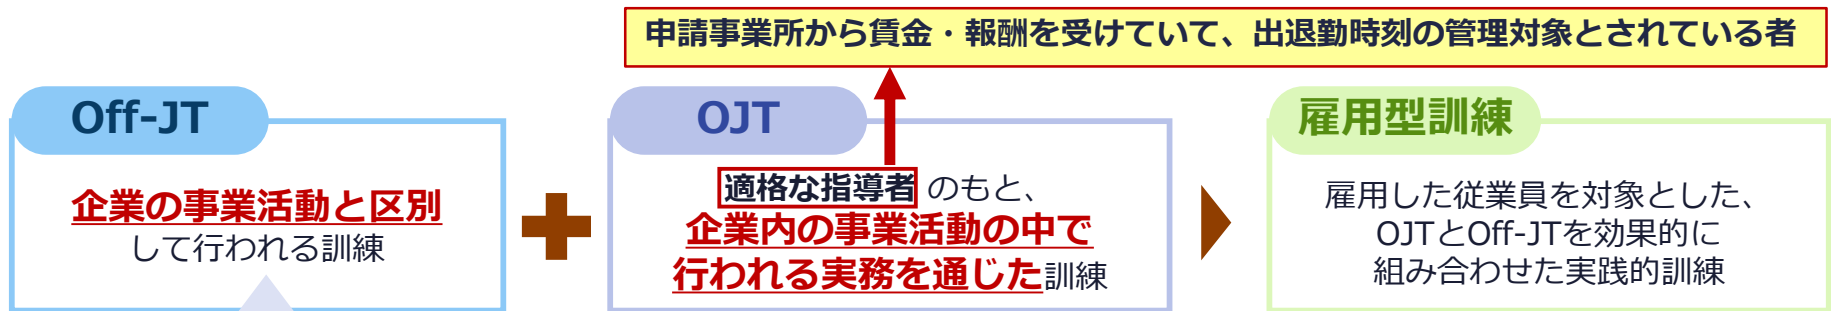 申請事業所から賃金・報酬を受けていて、出退勤時刻の管理対象とされている者
Off-JT
企業の事業活動と区別
して行われる訓練
OJT
適格な指導者 のもと、
企業内の事業活動の中で
行われる実務を通じた訓練
雇用型訓練
雇用した従業員を対象とした、
OJTとOff-JTを効果的に
組み合わせた実践的訓練